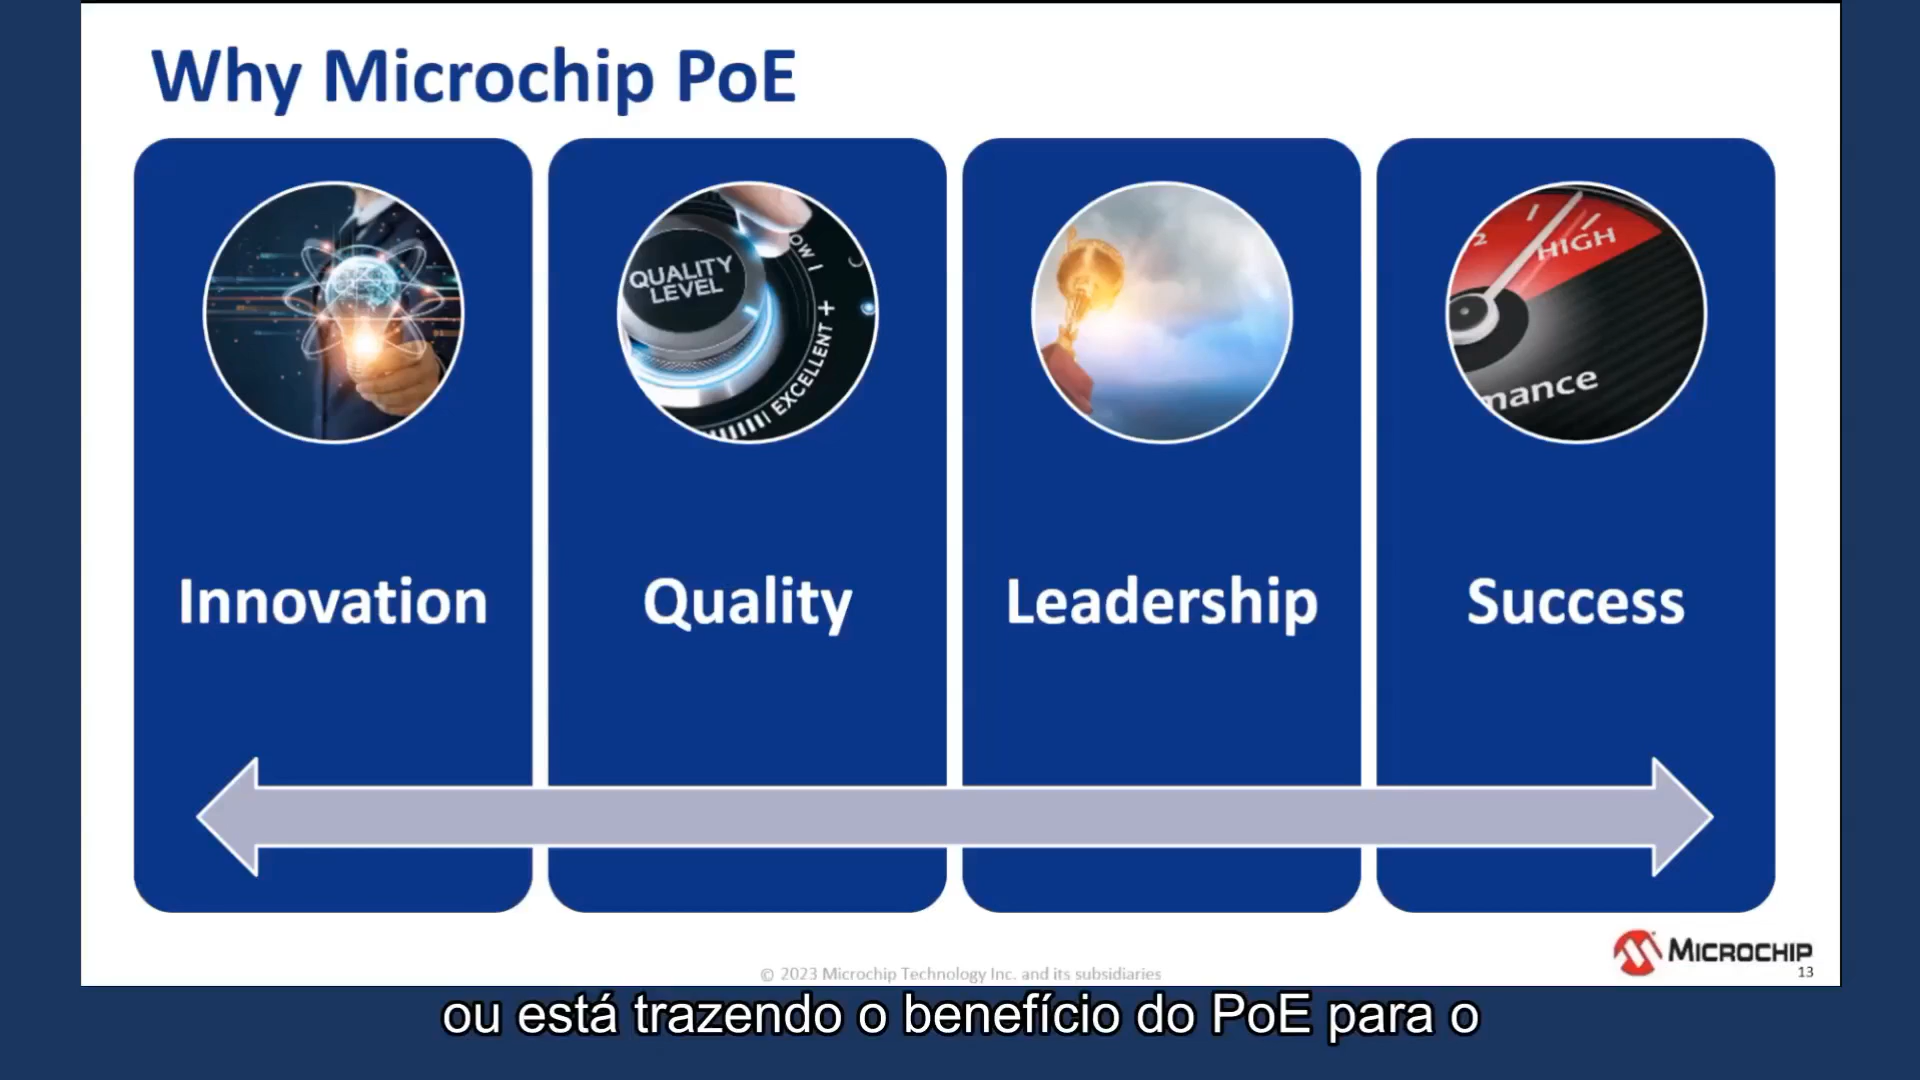 Why Microchip PoE
QUALITY
LEVEL
EXCELLENT +
2
HIGH
Innovation
Quality
Leadership
Success
MICROCHIP
13
© 2023 Microchip Technology Inc. and its subsidiaries
ou está trazendo o benefício do PoE para o